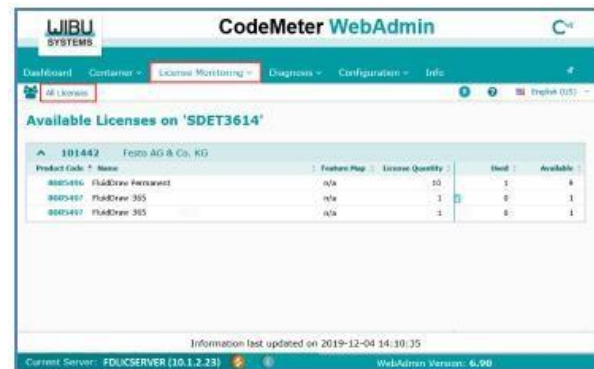 WIBU
SYSTEMS
CodeMeter WebAdmin
Dashboard Container License Monitoring Diagnosis Configuration Info
All Licenses English (US)
Available Licenses on 'SDET3614'
101442 Festo AG & Co. KG
Product Code Name Feature Map License Quantity Used Available
FluidDraw Permanent n/a 10 1
FluidDraw 365 n/a 1 0 1
FluidDraw 365 n/a 1 0 1
Information last updated on 2019-12-04 14:10:35
Current Server: FDLICSERVER (10.1.2.23) WebAdmin Version: 6.90